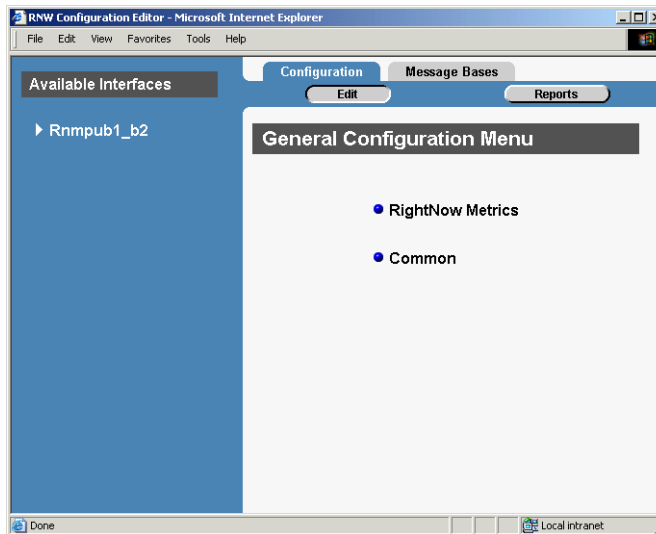 RNW Configuration Editor - Microsoft Internet Explorer
File Edit View Favorites Tools Help
Available Interfaces
Rnmpub1_b2
Configuration Message Bases
Edit Reports
General Configuration Menu
RightNow Metrics
Common
Done Local intranet